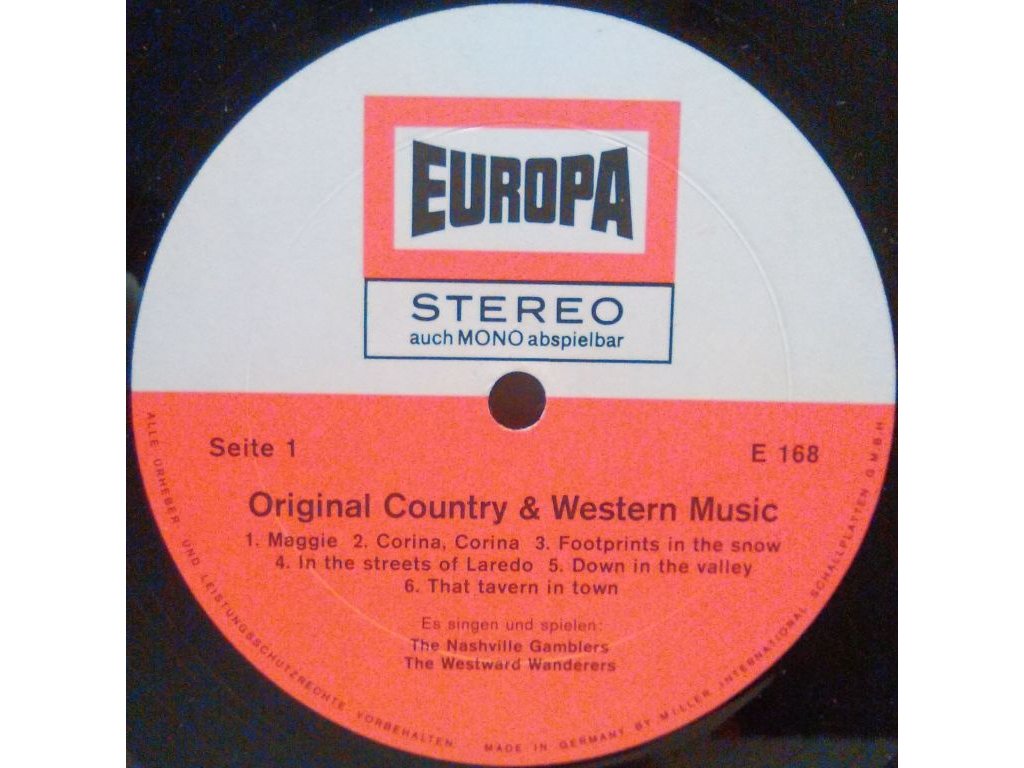 EUROPA
STEREO
auch MONO abspielbar
Seite 1
E 168
Original Country & Western Music
1. Maggie 2. Corina, Corina 3. Footprints in the snow
4. In the streets of Laredo 5. Down in the valley
6. That tavern in town
Es singen und spielen:
The Nashville Gamblers
The Westward Wanderers
ALLE URHEBER UND LEISTUNGSSCHUTZRECHTE VORBEHALTEN
MADE IN GERMANY BY MILLER INTERNATIONAL SCHALLPLATTEN G.M.B.H.